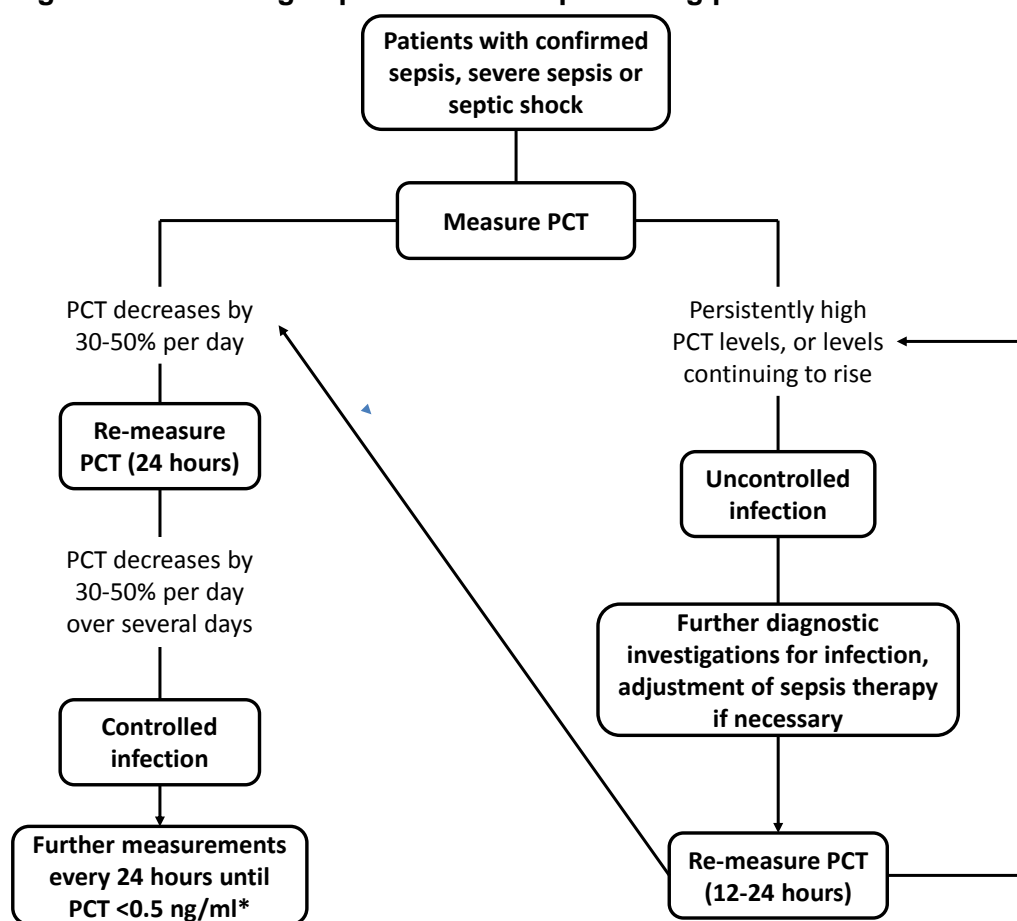 Patients with confirmed
sepsis, severe sepsis or
septic shock
Measure PCT
PCT decreases by
30-50% per day
Re-measure
PCT (24 hours)
PCT decreases by
30-50% per day
over several days
Controlled
infection
Further measurements
every 24 hours until
PCT <0.5 ng/ml*
Persistently high
PCT levels, or levels
continuing to rise
Uncontrolled
infection
Further diagnostic
investigations for infection,
adjustment of sepsis therapy
if necessary
Re-measure PCT
(12-24 hours)